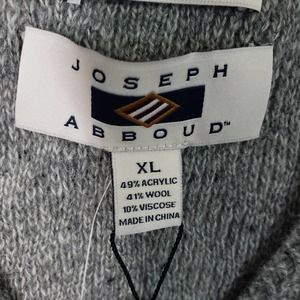 JOSEPH
ABBOUD™
XL
49% ACRYLIC
41% WOOL
10% VISCOSE
MADE IN CHINA